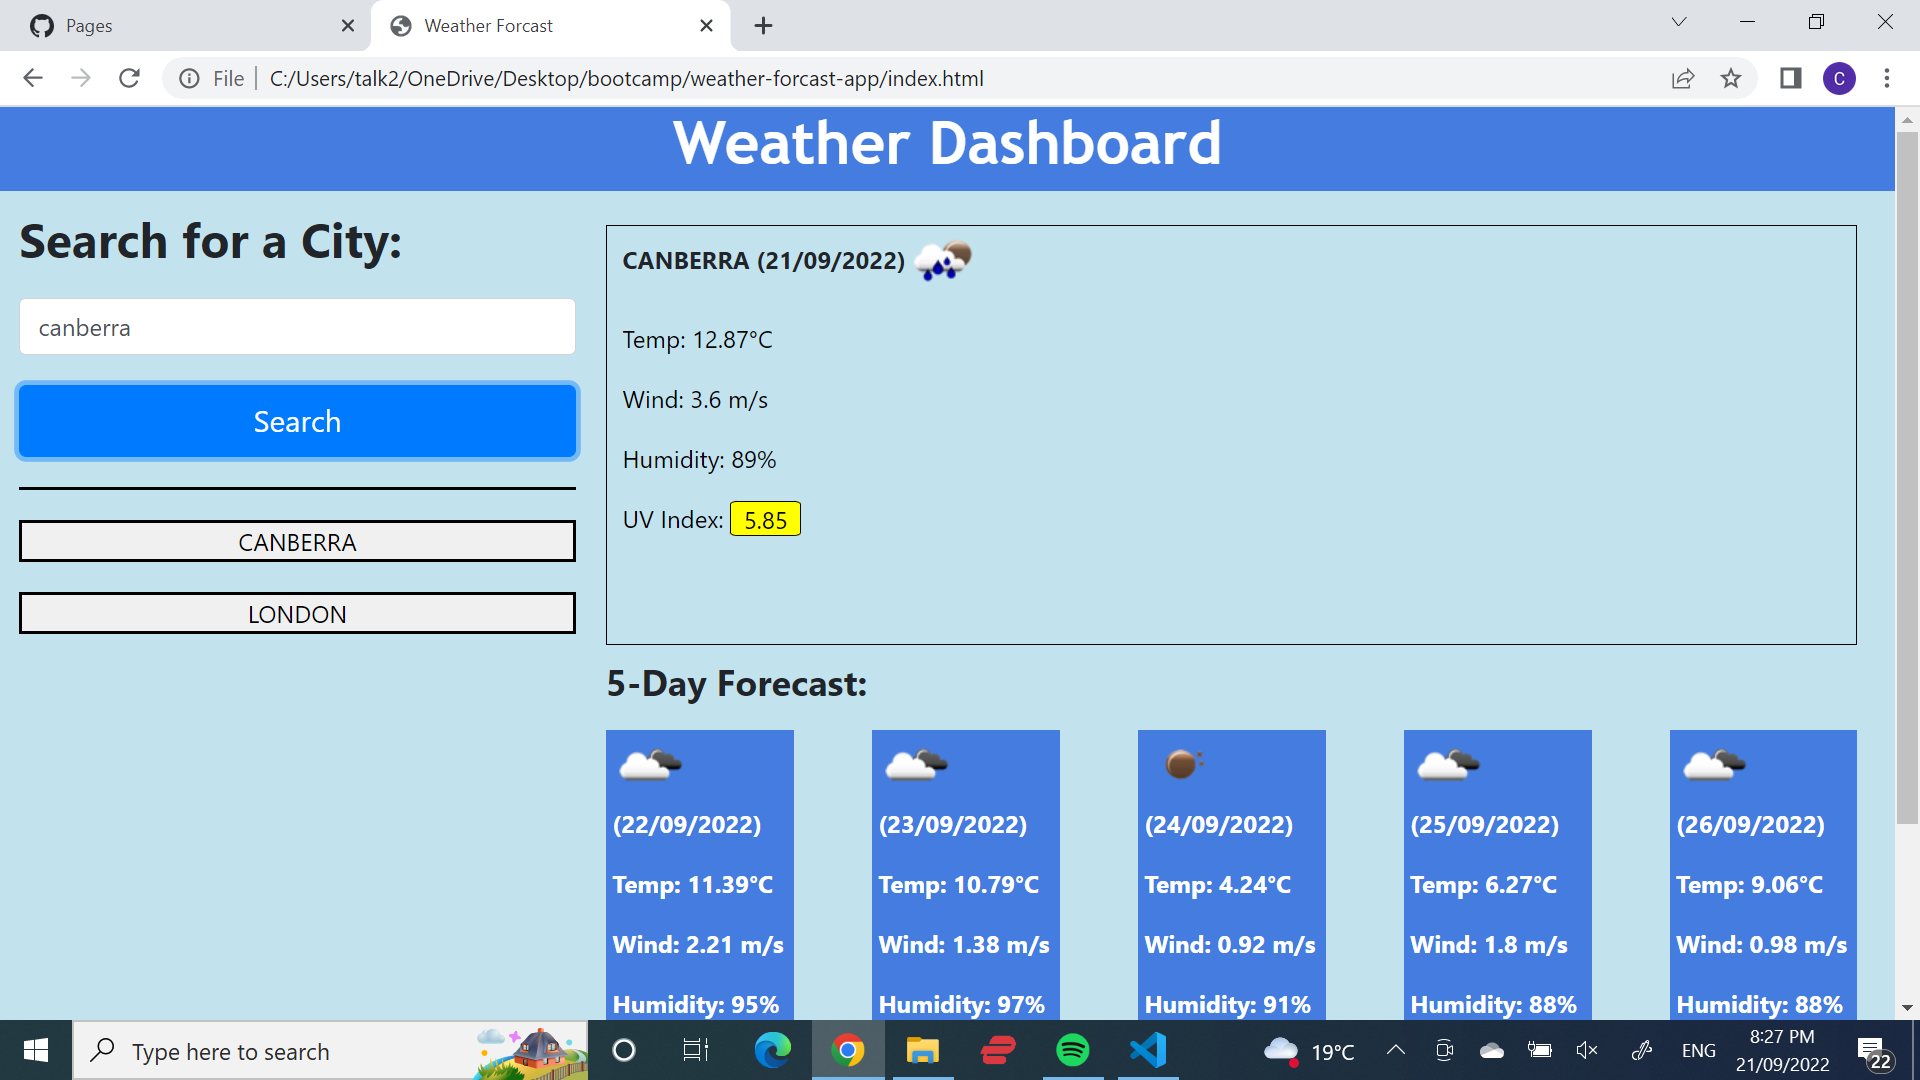 Pages
Weather Forcast
File
C:/Users/talk2/OneDrive/Desktop/bootcamp/weather-forcast-app/index.html
C
Weather Dashboard
Search for a City:
canberra
Search
CANBERRA
LONDON
CANBERRA (21/09/2022)
Temp: 12.87°C
Wind: 3.6 m/s
Humidity: 89%
UV Index: 5.85
5-Day Forecast:
(22/09/2022)
Temp: 11.39°C
Wind: 2.21 m/s
Humidity: 95%
(23/09/2022)
Temp: 10.79°C
Wind: 1.38 m/s
Humidity: 97%
(24/09/2022)
Temp: 4.24°C
Wind: 0.92 m/s
Humidity: 91%
(25/09/2022)
Temp: 6.27°C
Wind: 1.8 m/s
Humidity: 88%
(26/09/2022)
Temp: 9.06°C
Wind: 0.98 m/s
Humidity: 88%
Type here to search
19°C
ENG
8:27 PM
21/09/2022
22